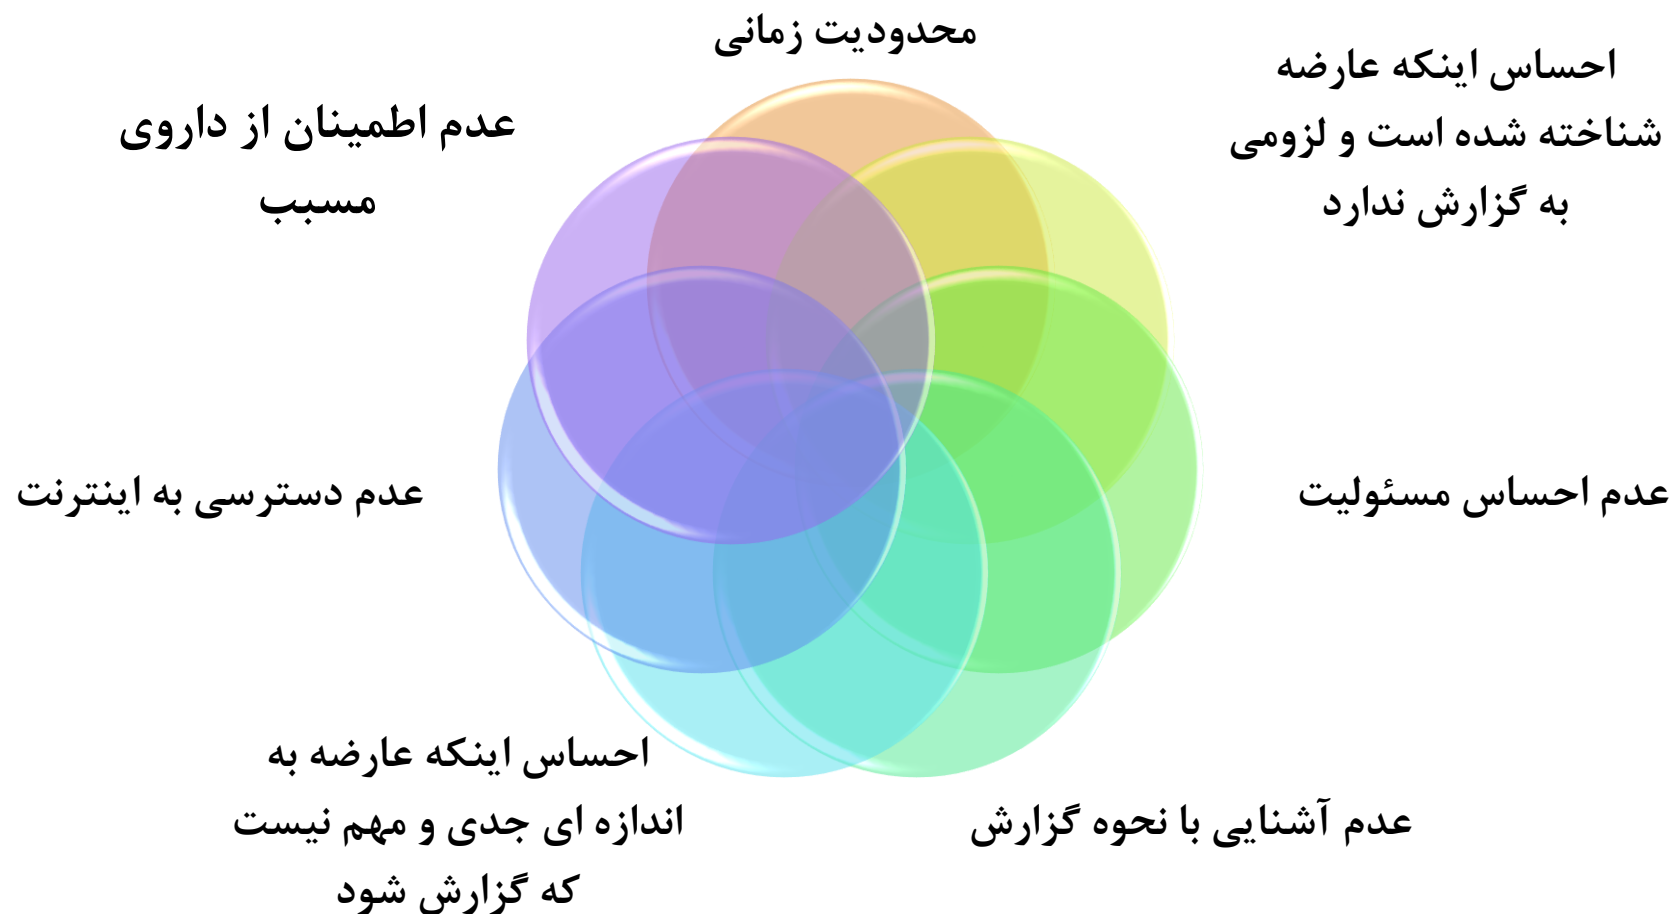 محدودیت زمانی
احساس اینکه عارضه
شناخته شده است و لزومی
به گزارش ندارد
عدم احساس مسئولیت
عدم آشنایی با نحوه گزارش
احساس اینکه عارضه به
اندازه ای جدی و مهم نیست
که گزارش شود
عدم دسترسی به اینترنت
عدم اطمینان از داروی
مسبب